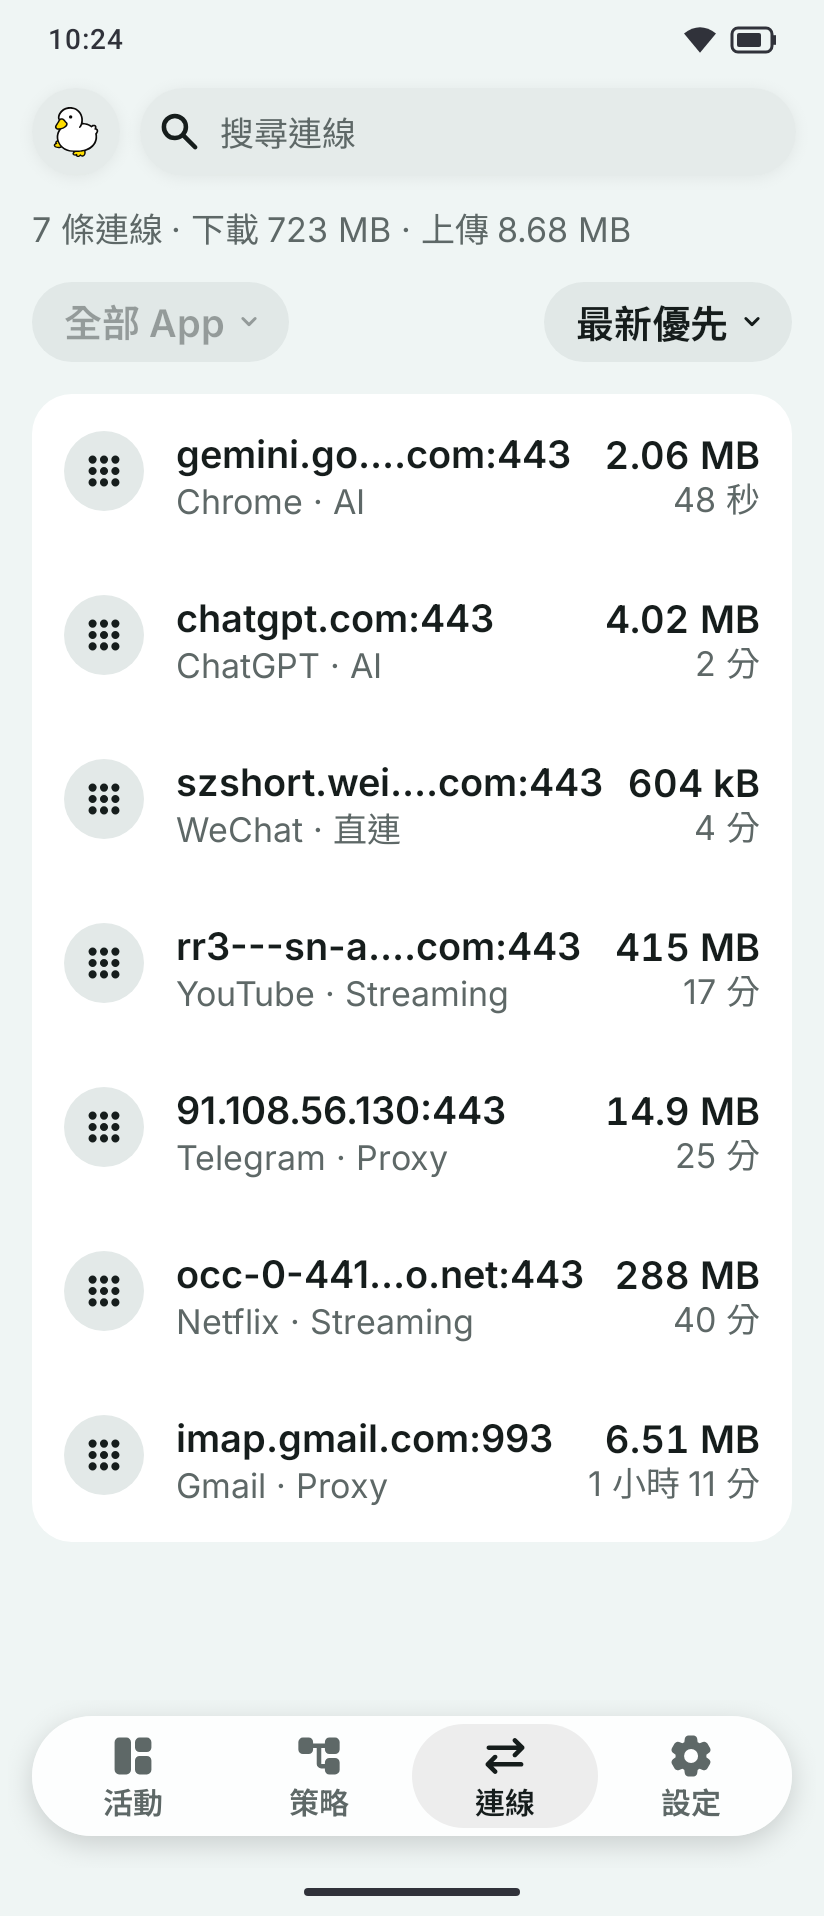 10:24
搜尋連線
7 條連線 · 下載 723 MB · 上傳 8.68 MB
全部 App
最新優先
gemini.go....com:443 2.06 MB
Chrome · AI 48 秒
chatgpt.com:443 4.02 MB
ChatGPT · AI 2 分
szshort.wei....com:443 604 kB
WeChat · 直連 4 分
rr3---sn-a....com:443 415 MB
YouTube · Streaming 17 分
91.108.56.130:443 14.9 MB
Telegram · Proxy 25 分
occ-0-441...o.net:443 288 MB
Netflix · Streaming 40 分
imap.gmail.com:993 6.51 MB
Gmail · Proxy 1 小時 11 分
活動 策略 連線 設定